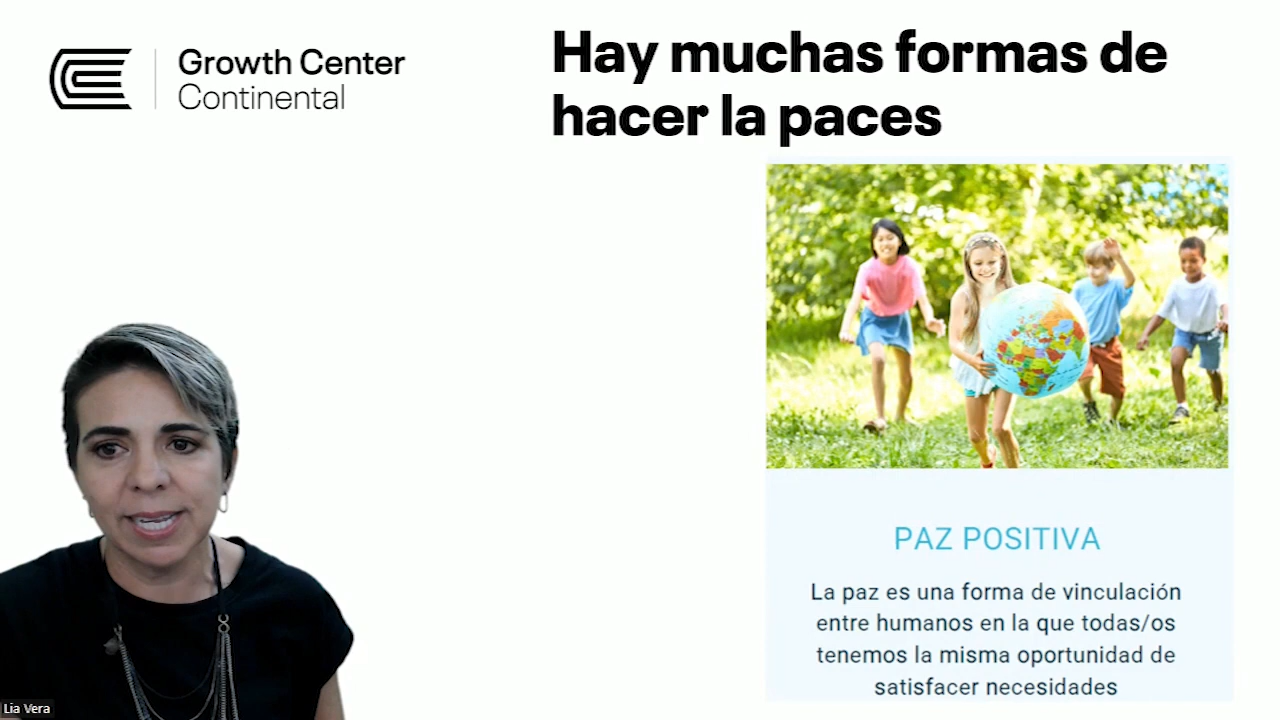 Growth Center
Continental
Hay muchas formas de
hacer la paces
PAZ POSITIVA
La paz es una forma de vinculación
entre humanos en la que todas/os
tenemos la misma oportunidad de
satisfacer necesidades
Lia Vera